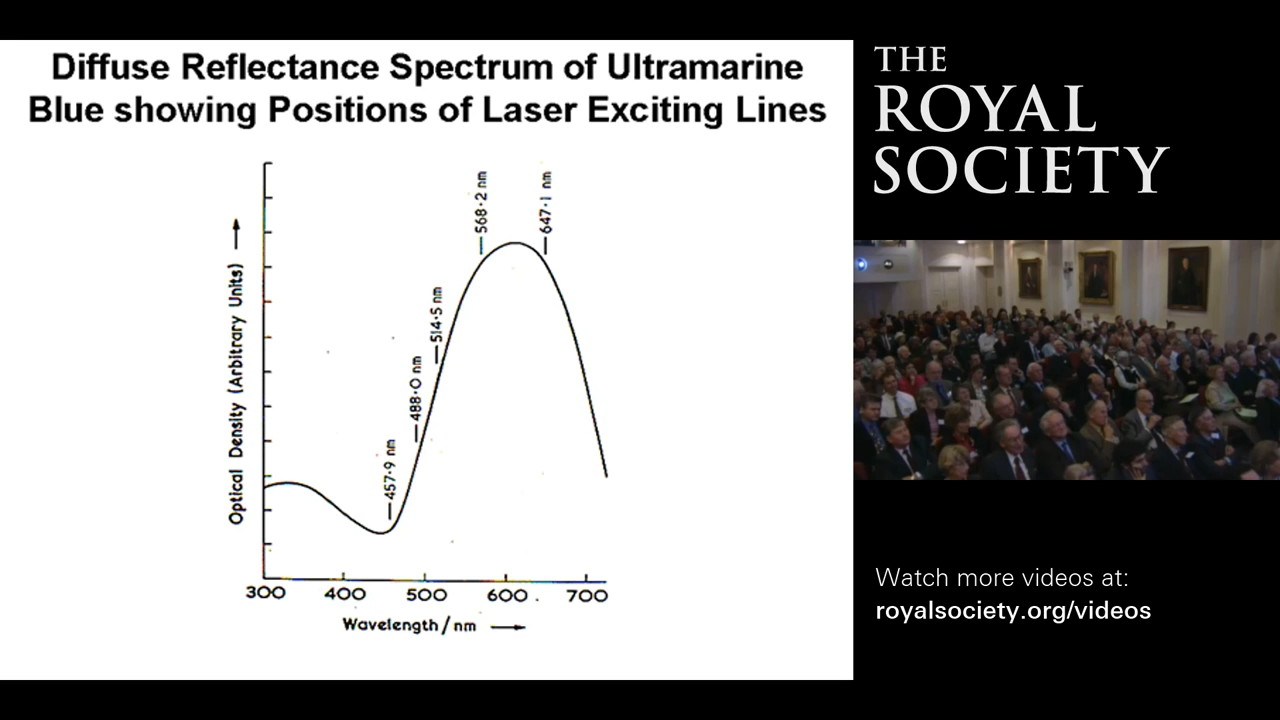 Diffuse Reflectance Spectrum of Ultramarine
Blue showing Positions of Laser Exciting Lines
Optical Density (Arbitrary Units)
457·9 nm
488·0 nm
514·5 nm
568·2 nm
647·1 nm
300 400 500 600 700
Wavelength/nm
THE
ROYAL
SOCIETY
Watch more videos at:
royalsociety.org/videos